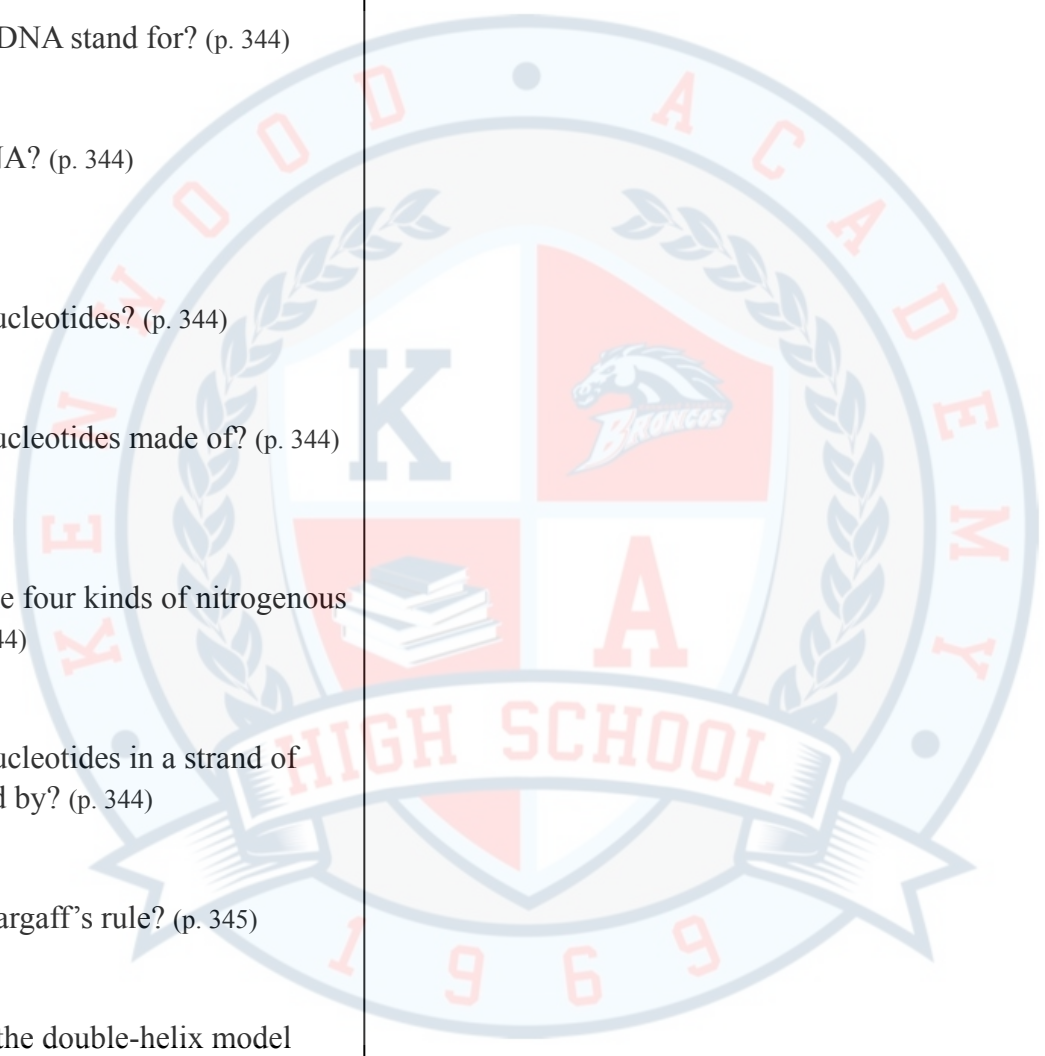 DNA stand for? (p. 344)
A? (p. 344)
ucleotides? (p. 344)
ucleotides made of? (p. 344)
e four kinds of nitrogenous
44)
ucleotides in a strand of
d by? (p. 344)
argaff’s rule? (p. 345)
the double-helix model
KENWOOD • ACADEMY
K
BRONCOS
A
HIGH SCHOOL
1969